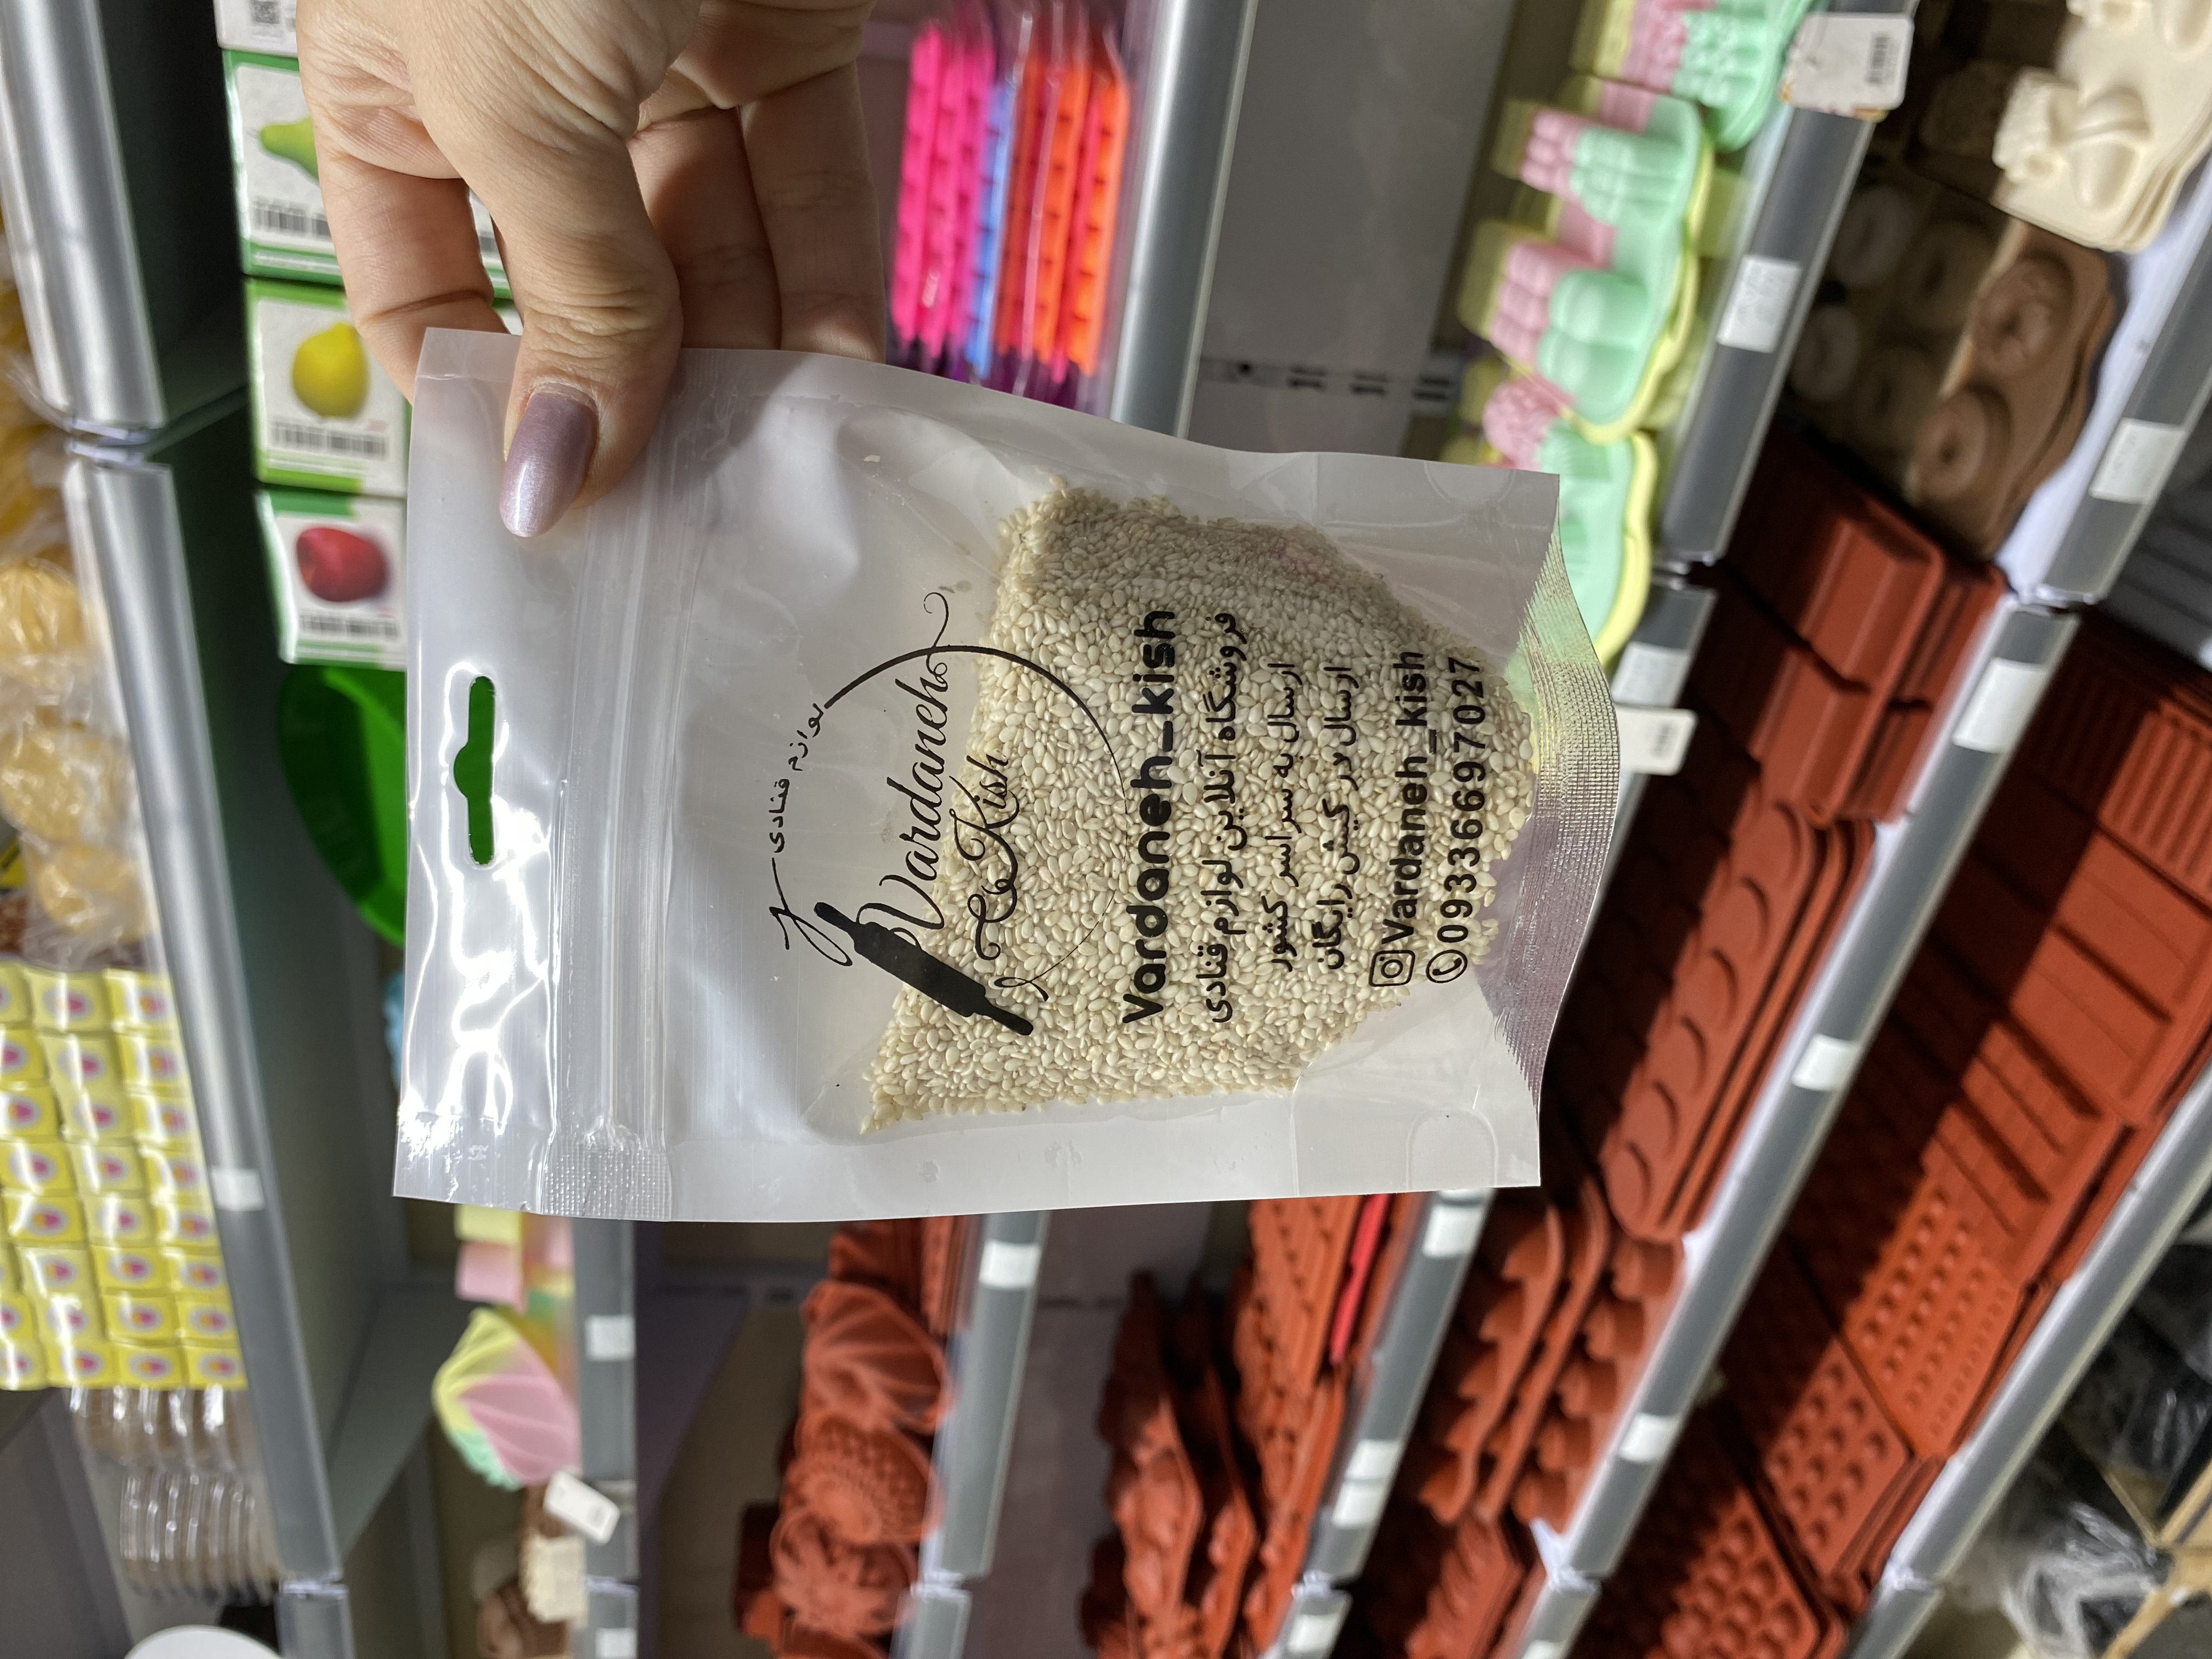 لوازم قنادی
Vardaneh
Kish
Vardaneh_kish
فروشگاه آنلاین لوازم قنادی
ارسال به سراسر کشور
ارسال در کیش رایگان
Vardaneh_kish
09336697027